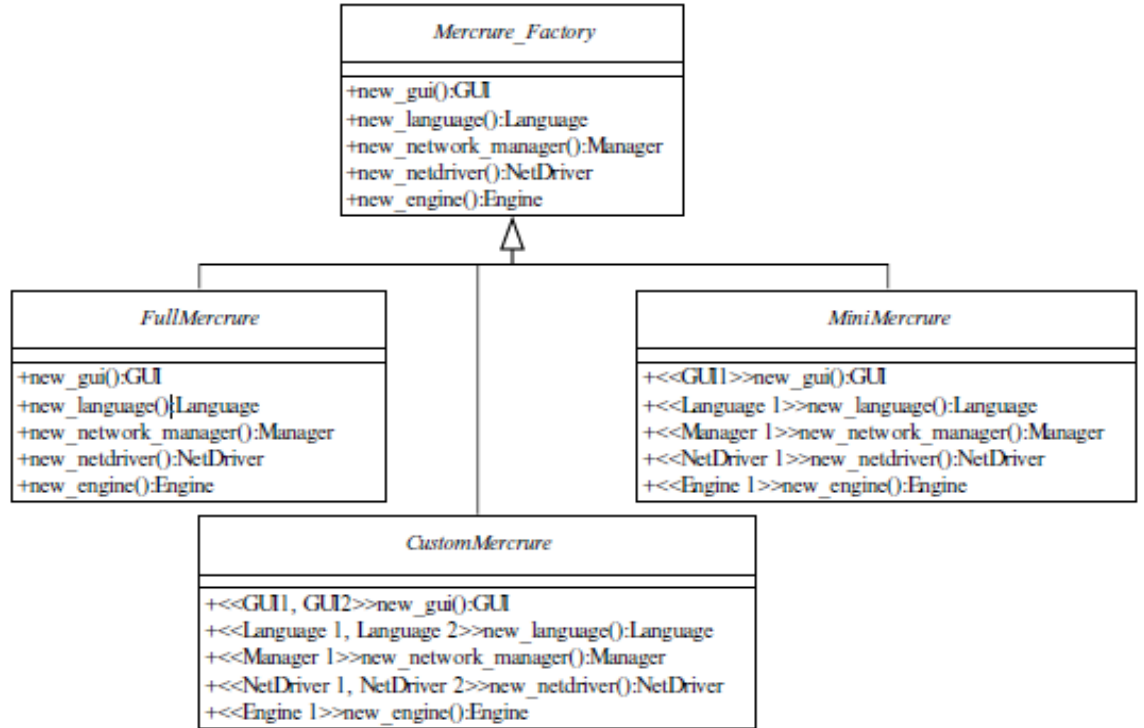 Mercrure_Factory
+new_gui():GUI
+new_language():Language
+new_network_manager():Manager
+new_netdriver():NetDriver
+new_engine():Engine
FullMercrure
+new_gui():GUI
+new_language():Language
+new_network_manager():Manager
+new_netdriver():NetDriver
+new_engine():Engine
MiniMercrure
+<<GUI1>>new_gui():GUI
+<<Language 1>>new_language():Language
+<<Manager 1>>new_network_manager():Manager
+<<NetDriver 1>>new_netdriver():NetDriver
+<<Engine 1>>new_engine():Engine
CustomMercrure
+<<GUI1, GUI2>>new_gui():GUI
+<<Language 1, Language 2>>new_language():Language
+<<Manager 1>>new_network_manager():Manager
+<<NetDriver 1, NetDriver 2>>new_netdriver():NetDriver
+<<Engine 1>>new_engine():Engine